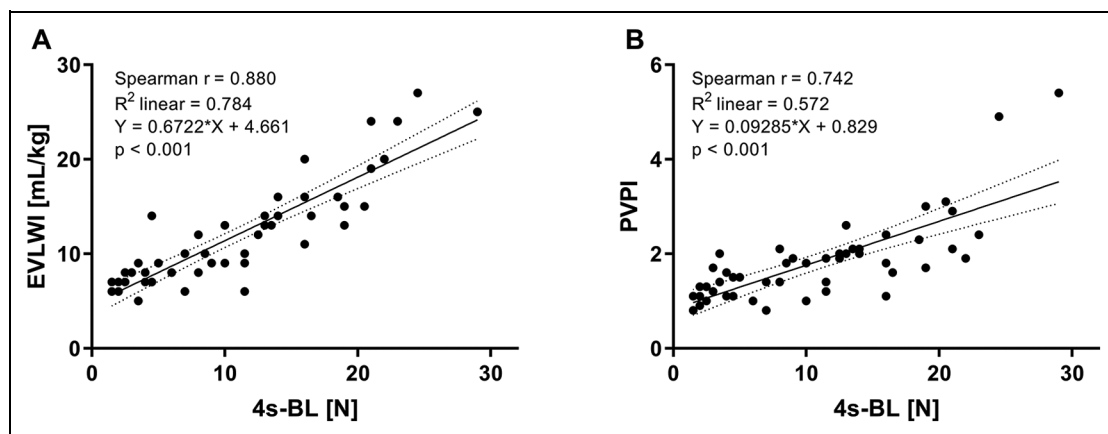 A
Spearman r = 0.880
R² linear = 0.784
Y = 0.6722*X + 4.661
p < 0.001
EVLWI [mL/kg]
30
20
10
0
0 10 20 30
4s-BL [N]
B
Spearman r = 0.742
R² linear = 0.572
Y = 0.09285*X + 0.829
p < 0.001
PVPI
6
4
2
0
0 10 20 30
4s-BL [N]